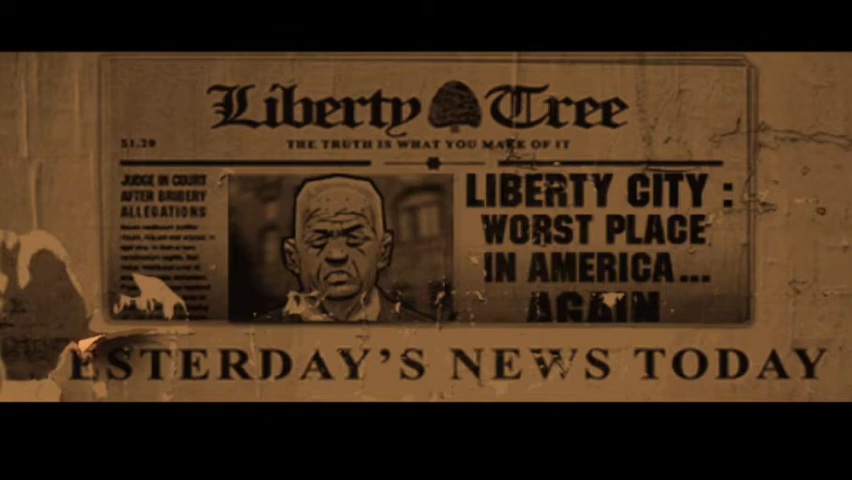 Liberty Tree
$1.20
THE TRUTH IS WHAT YOU MAKE OF IT
JUDGE IN COURT
AFTER BRIBERY
ALLEGATIONS
LIBERTY CITY :
WORST PLACE
IN AMERICA...
AGAIN
ESTERDAY'S NEWS TODAY